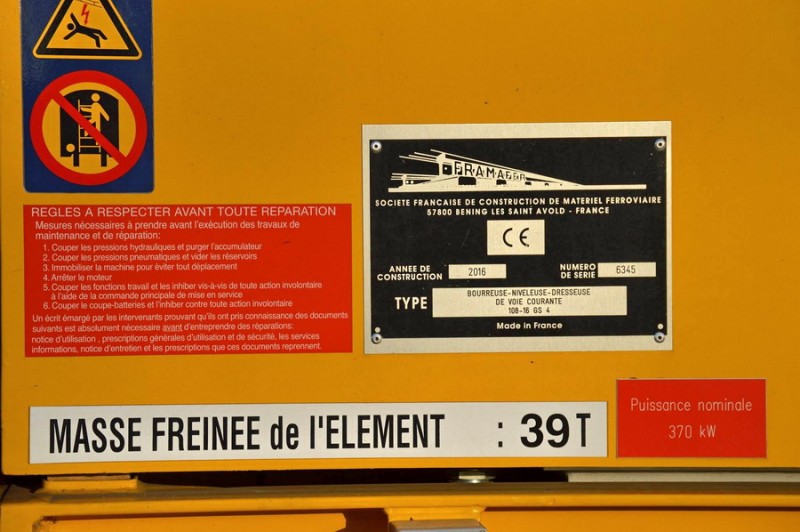 REGLES A RESPECTER AVANT TOUTE REPARATION
Mesures nécessaires à prendre avant l'exécution des travaux de
maintenance et de réparation:
1. Couper les pressions hydrauliques et purger l'accumulateur
2. Couper les pressions pneumatiques et vider les réservoirs
3. Immobiliser la machine pour éviter tout déplacement
4. Arrêter le moteur
5. Couper les fonctions travail et les inhiber vis-à-vis de toute action involontaire
à l'aide de la commande principale de mise en service
6. Couper le coupe-batteries et l'inhiber contre toute action involontaire
Un écrit émargé par les intervenants prouvant qu'ils ont pris connaissance des documents
suivants est absolument nécessaire avant d'entreprendre des réparations:
notice d'utilisation , prescriptions générales d'utilisation et de sécurité, les services
informations, notice d'entretien et les prescriptions que ces documents reprennent.
FRAMAFER
SOCIETE FRANCAISE DE CONSTRUCTION DE MATERIEL FERROVIAIRE
57800 BENING LES SAINT AVOLD - FRANCE
CE
ANNEE DE CONSTRUCTION 2016 NUMERO DE SERIE 6345
TYPE BOURREUSE-NIVELEUSE-DRESSEUSE
DE VOIE COURANTE
108-16 GS 4
Made in France
MASSE FREINEE de l'ELEMENT : 39T
Puissance nominale
370 kW